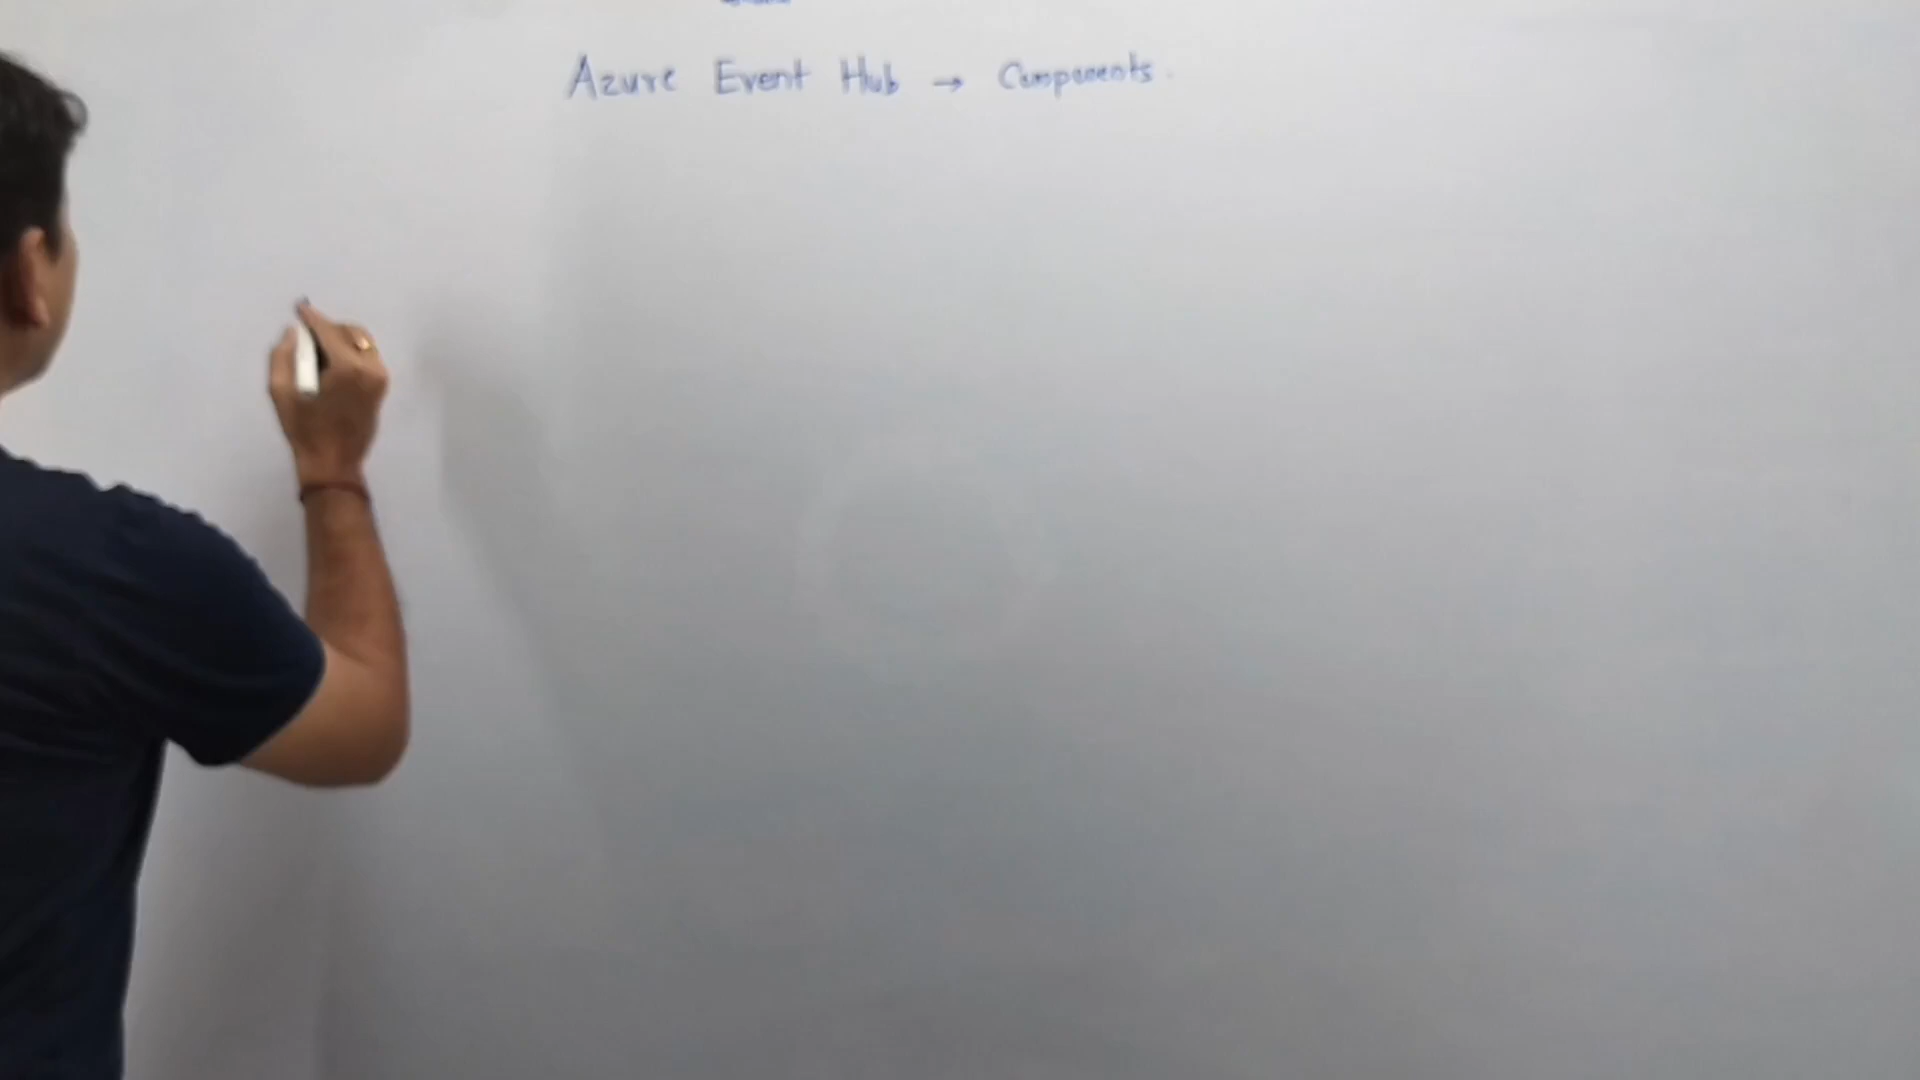 Azure Event Hub → Components.